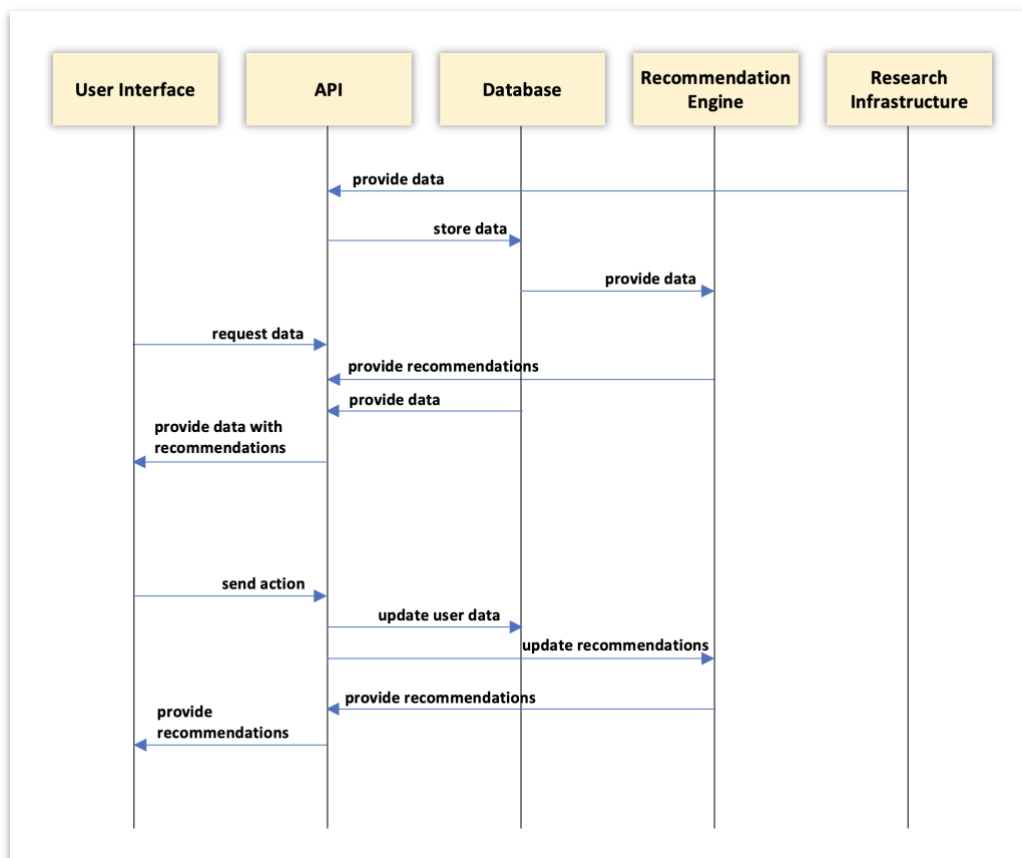 User Interface
API
Database
Recommendation
Engine
Research
Infrastructure
provide data
store data
provide data
request data
provide recommendations
provide data
provide data with
recommendations
send action
update user data
update recommendations
provide recommendations
provide
recommendations